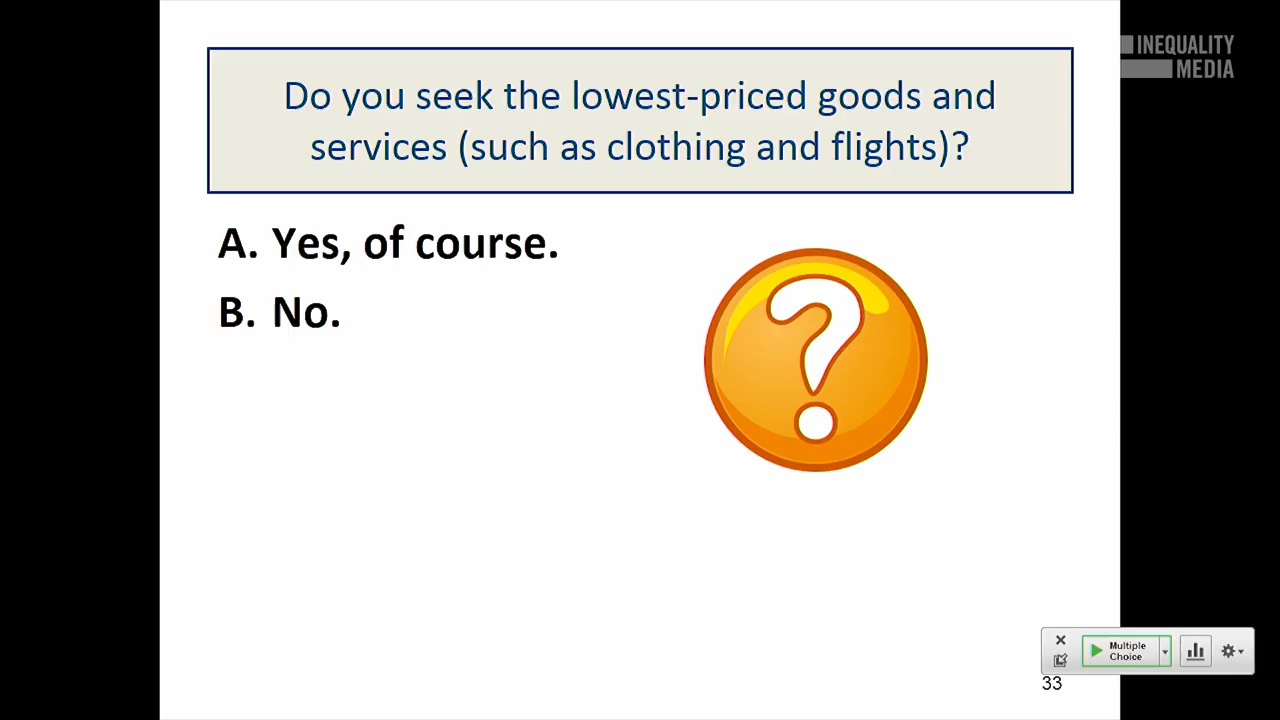 INEQUALITY
MEDIA
Do you seek the lowest-priced goods and
services (such as clothing and flights)?
A. Yes, of course.
B. No.
?
Multiple
Choice
33